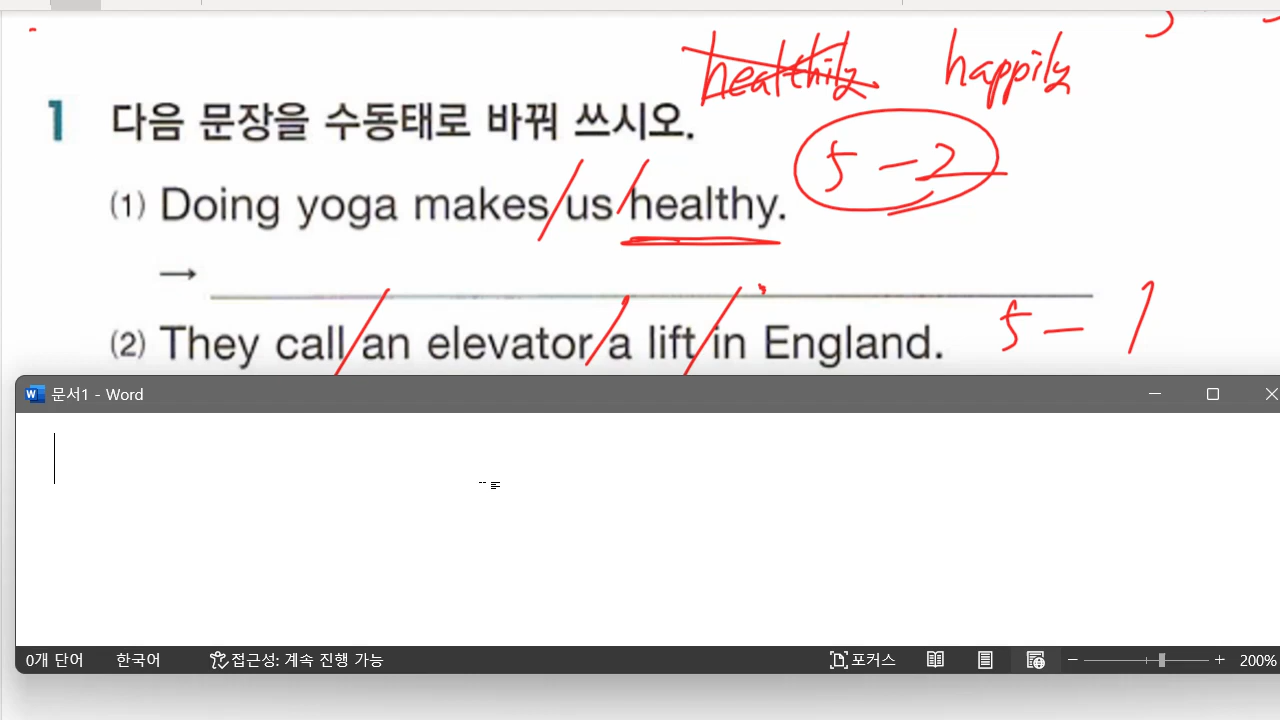 healthily happily
1 다음 문장을 수동태로 바꿔 쓰시오.
5-2
(1) Doing yoga makes/us/healthy.
→
(2) They call/an elevator/a lift/in England.
5-1
문서1 - Word
0개 단어 한국어 접근성: 계속 진행 가능 포커스 200%